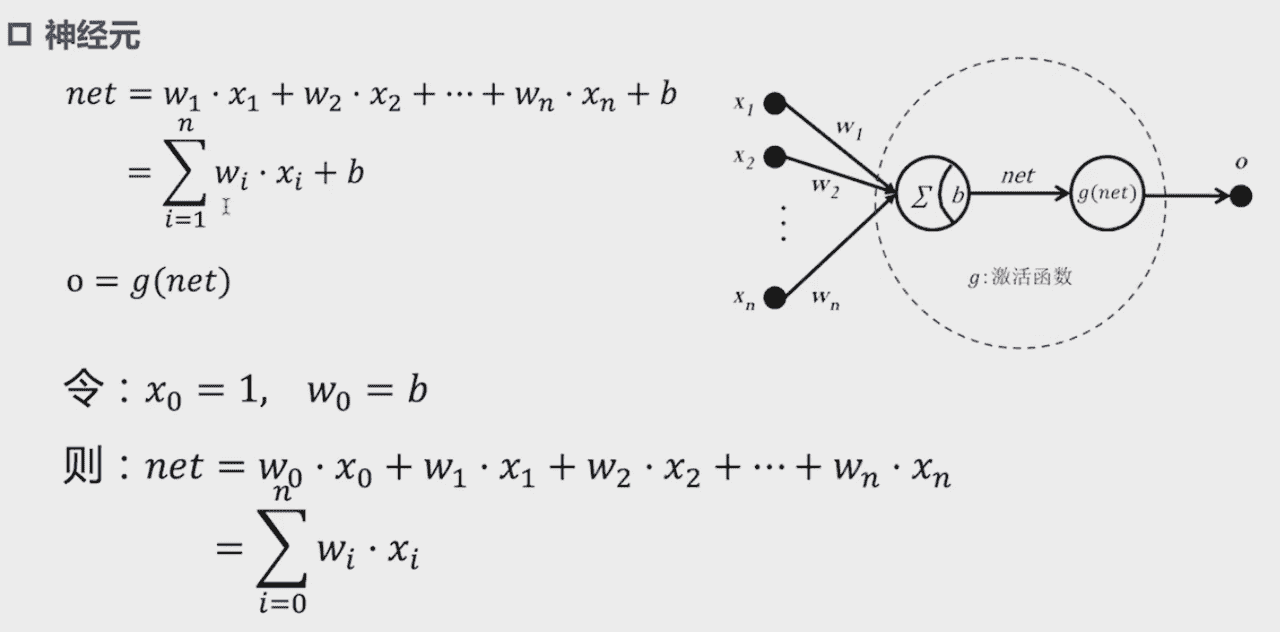 神经元
net = w₁ · x₁ + w₂ · x₂ + ⋯ + wₙ · xₙ + b
= ∑ᵢ₌₁ⁿ wᵢ · xᵢ + b
o = g(net)
令：x₀ = 1, w₀ = b
则：net = w₀ · x₀ + w₁ · x₁ + w₂ · x₂ + ⋯ + wₙ · xₙ
= ∑ᵢ₌₀ⁿ wᵢ · xᵢ
x₁
w₁
x₂
w₂
⋮
xₙ
wₙ
∑ b
net
g(net)
o
g:激活函数